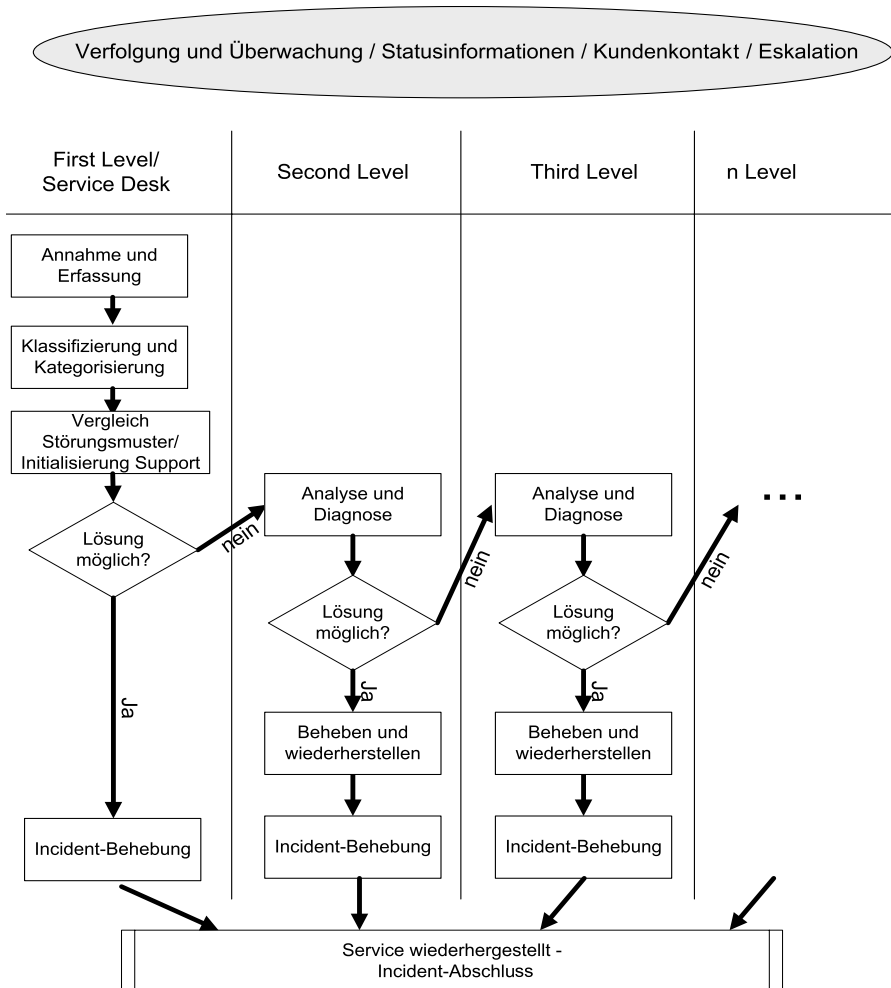 Verfolgung und Überwachung / Statusinformationen / Kundenkontakt / Eskalation
First Level/
Service Desk
Second Level
Third Level
n Level
Annahme und
Erfassung
Klassifizierung und
Kategorisierung
Vergleich
Störungsmuster/
Initialisierung Support
Lösung
möglich?
nein
Ja
Incident-Behebung
Analyse und
Diagnose
Lösung
möglich?
nein
Ja
Beheben und
wiederherstellen
Incident-Behebung
Analyse und
Diagnose
Lösung
möglich?
nein
Ja
Beheben und
wiederherstellen
Incident-Behebung
...
Service wiederhergestellt -
Incident-Abschluss